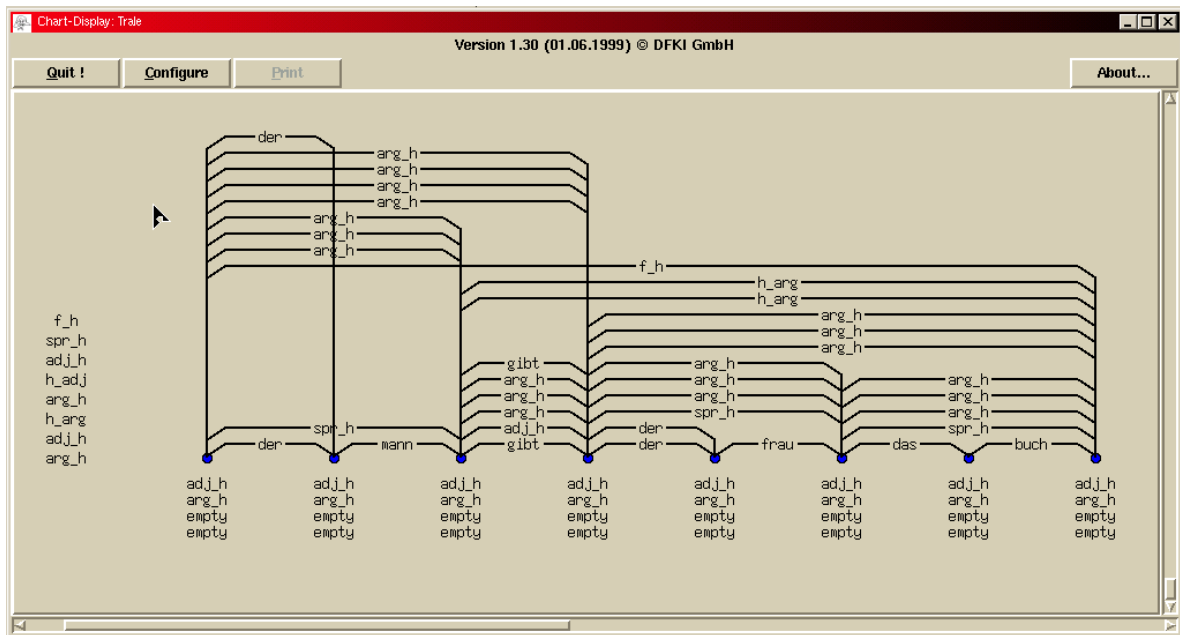 Chart-Display: Trale
Version 1.30 (01.06.1999) © DFKI GmbH
Quit !
Configure
Print
About...
der
arg_h
arg_h
arg_h
arg_h
arg_h
arg_h
arg_h
f_h
h_arg
h_arg
arg_h
f_h arg_h
spr_h arg_h
adj_h gibt arg_h
h_adj arg_h arg_h arg_h
arg_h arg_h arg_h arg_h
h_arg arg_h spr_h arg_h
adj_h spr_h adj_h der spr_h
arg_h der mann gibt der frau das buch
adj_h adj_h adj_h adj_h adj_h adj_h adj_h adj_h
arg_h arg_h arg_h arg_h arg_h arg_h arg_h arg_h
empty empty empty empty empty empty empty empty
empty empty empty empty empty empty empty empty